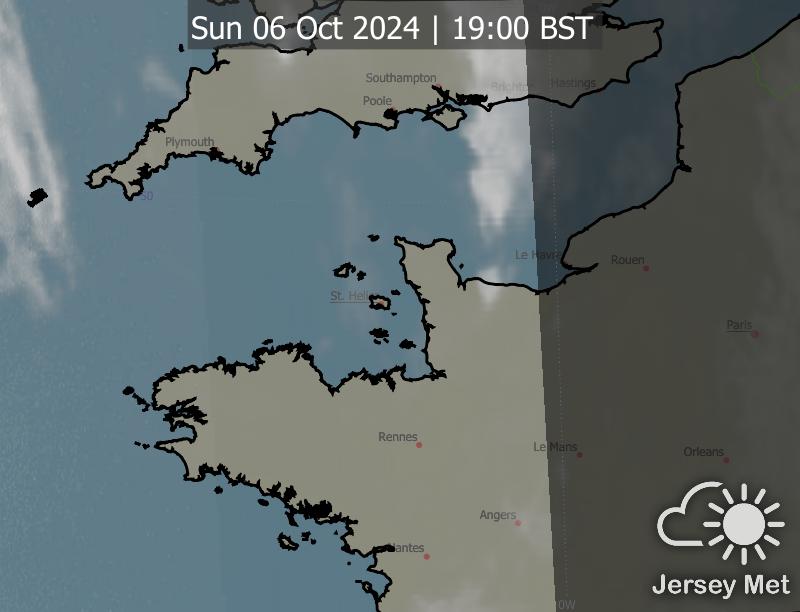 Sun 06 Oct 2024 | 19:00 BST
Southampton
Brighton
Hastings
Poole
Plymouth
50
Le Havre
Rouen
St. Helier
Paris
Rennes
Le Mans
Orleans
Angers
Nantes
Jersey Met
0W